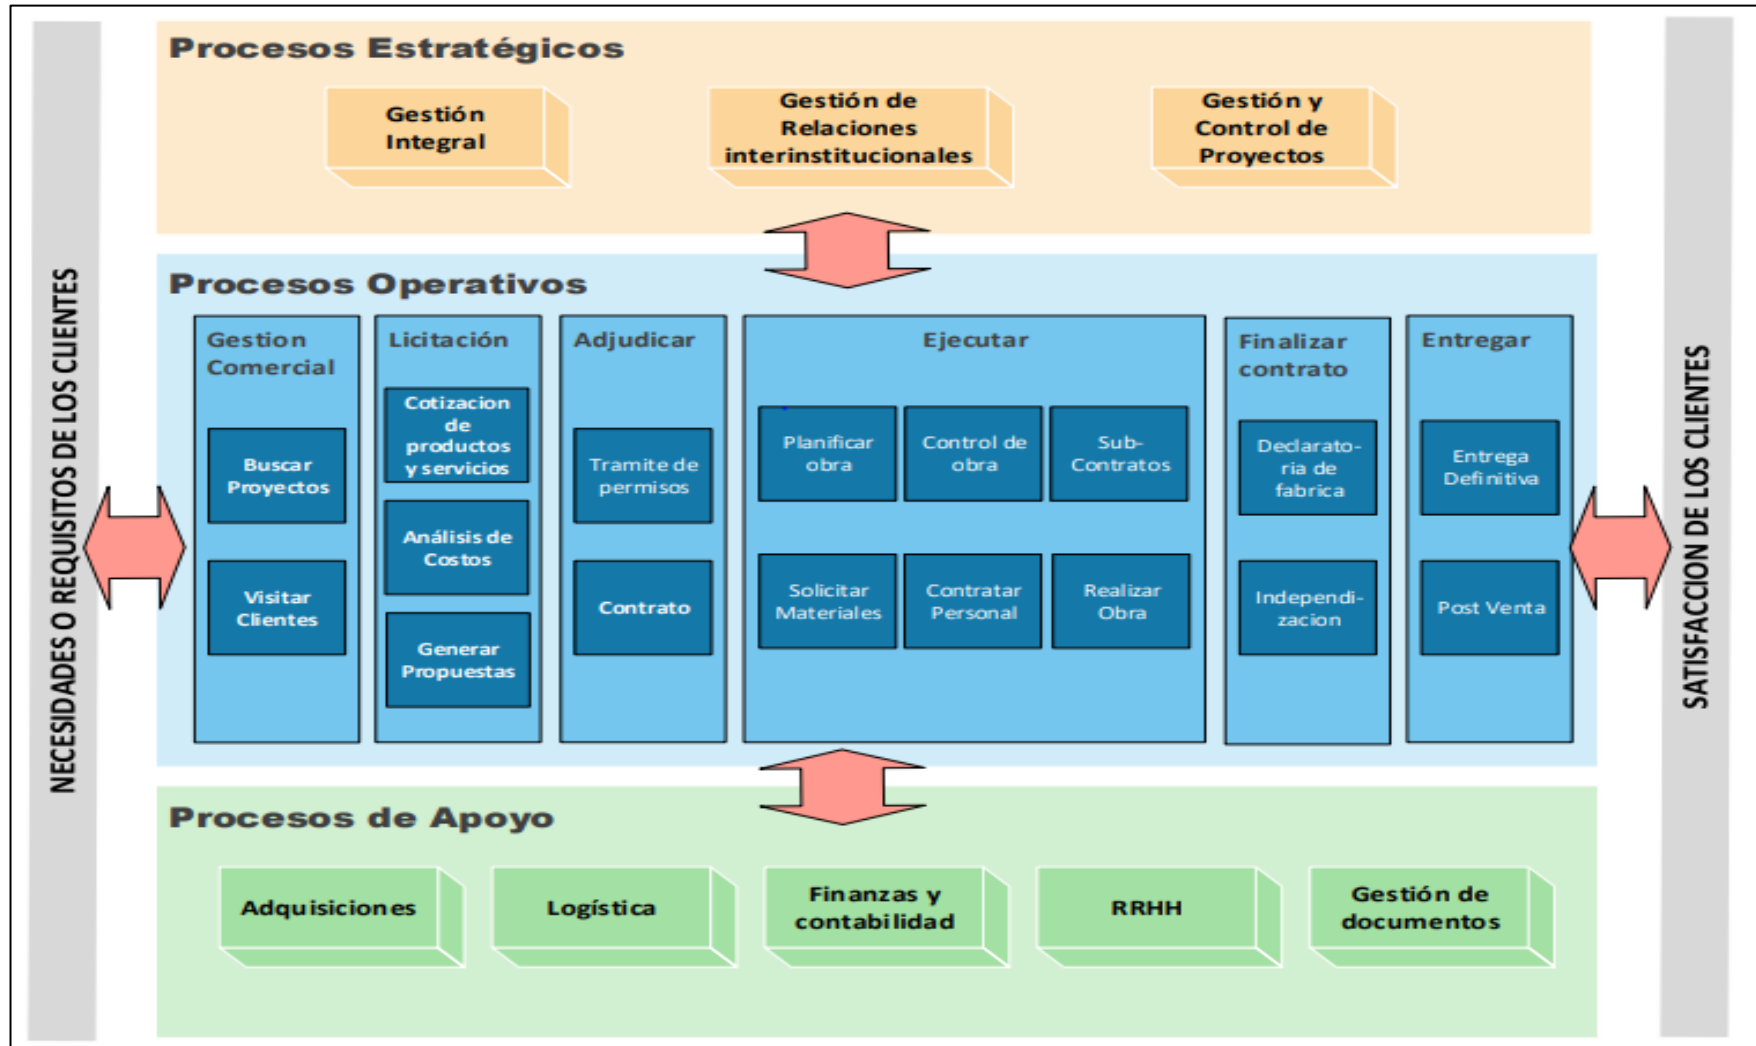 NECESIDADES O REQUISITOS DE LOS CLIENTES
Procesos Estratégicos
Gestión
Integral
Gestión de
Relaciones
interinstitucionales
Gestión y
Control de
Proyectos
Procesos Operativos
Gestion
Comercial
Buscar
Proyectos
Visitar
Clientes
Licitación
Cotizacion
de
productos
y servicios
Análisis de
Costos
Generar
Propuestas
Adjudicar
Tramite de
permisos
Contrato
Ejecutar
Planificar
obra
Control de
obra
Sub-
Contratos
Solicitar
Materiales
Contratar
Personal
Realizar
Obra
Finalizar
contrato
Declarato-
ria de
fabrica
Independi-
zacion
Entregar
Entrega
Definitiva
Post Venta
Procesos de Apoyo
Adquisiciones
Logística
Finanzas y
contabilidad
RRHH
Gestión de
documentos
SATISFACCION DE LOS CLIENTES